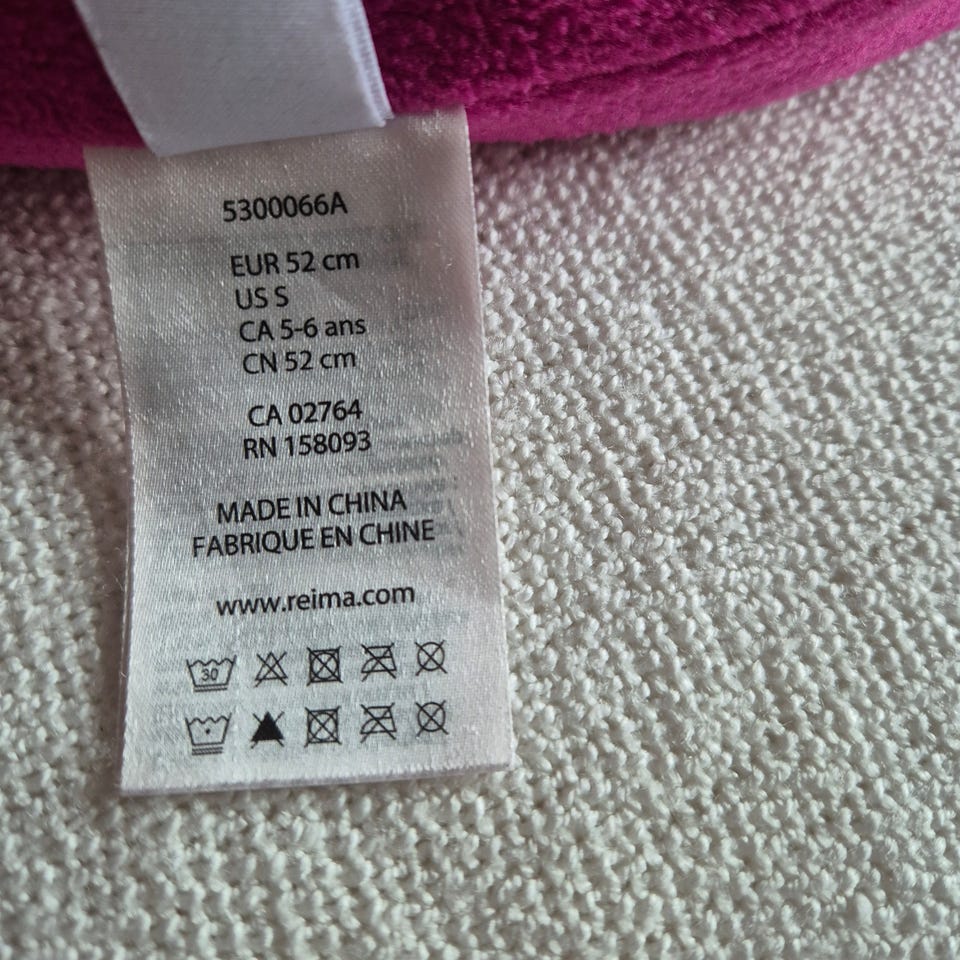 5300066A
EUR 52 cm
US S
CA 5-6 ans
CN 52 cm
CA 02764
RN 158093
MADE IN CHINA
FABRIQUE EN CHINE
www.reima.com
30